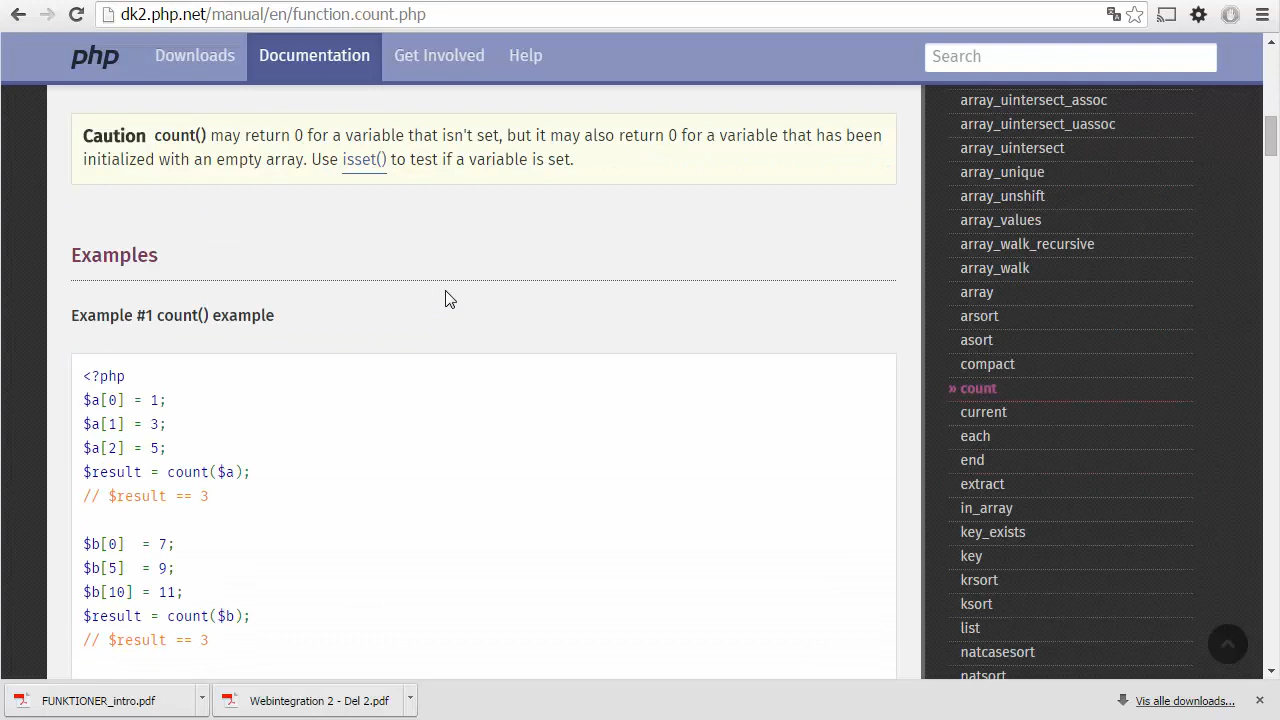 dk2.php.net/manual/en/function.count.php
php Downloads Documentation Get Involved Help Search
Caution count() may return 0 for a variable that isn't set, but it may also return 0 for a variable that has been
initialized with an empty array. Use isset() to test if a variable is set.
Examples
Example #1 count() example
<?php
$a[0] = 1;
$a[1] = 3;
$a[2] = 5;
$result = count($a);
// $result == 3
$b[0]  = 7;
$b[5]  = 9;
$b[10] = 11;
$result = count($b);
// $result == 3
array_uintersect_assoc
array_uintersect_uassoc
array_uintersect
array_unique
array_unshift
array_values
array_walk_recursive
array_walk
array
arsort
asort
compact
» count
current
each
end
extract
in_array
key_exists
key
krsort
ksort
list
natcasesort
natsort
FUNKTIONER_intro.pdf Webintegration 2 - Del 2.pdf Vis alle downloads...